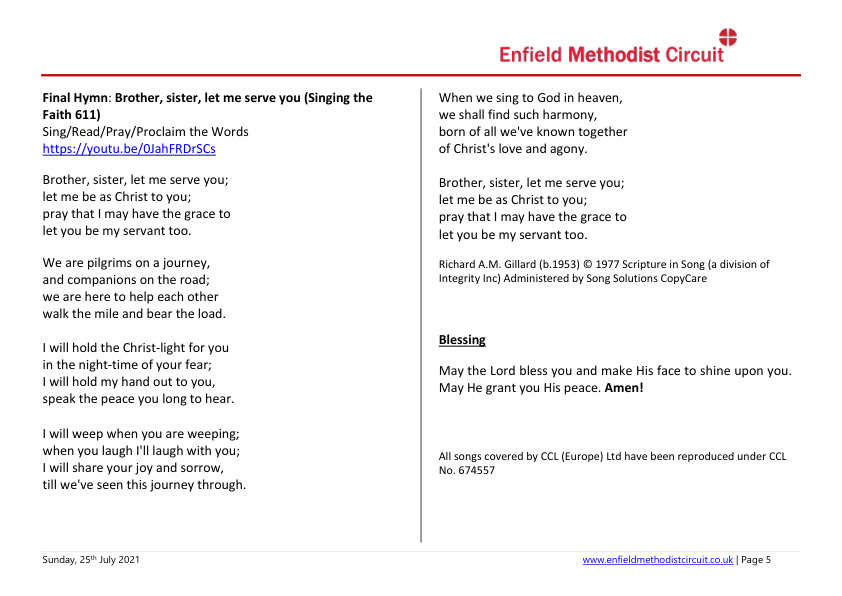 Enfield Methodist Circuit
Final Hymn: Brother, sister, let me serve you (Singing the
Faith 611)
Sing/Read/Pray/Proclaim the Words
https://youtu.be/0JahFRDrSCs
Brother, sister, let me serve you;
let me be as Christ to you;
pray that I may have the grace to
let you be my servant too.
We are pilgrims on a journey,
and companions on the road;
we are here to help each other
walk the mile and bear the load.
I will hold the Christ-light for you
in the night-time of your fear;
I will hold my hand out to you,
speak the peace you long to hear.
I will weep when you are weeping;
when you laugh I'll laugh with you;
I will share your joy and sorrow,
till we've seen this journey through.
When we sing to God in heaven,
we shall find such harmony,
born of all we've known together
of Christ's love and agony.
Brother, sister, let me serve you;
let me be as Christ to you;
pray that I may have the grace to
let you be my servant too.
Richard A.M. Gillard (b.1953) © 1977 Scripture in Song (a division of
Integrity Inc) Administered by Song Solutions CopyCare
Blessing
May the Lord bless you and make His face to shine upon you.
May He grant you His peace. Amen!
All songs covered by CCL (Europe) Ltd have been reproduced under CCL
No. 674557
Sunday, 25th July 2021
www.enfieldmethodistcircuit.co.uk | Page 5